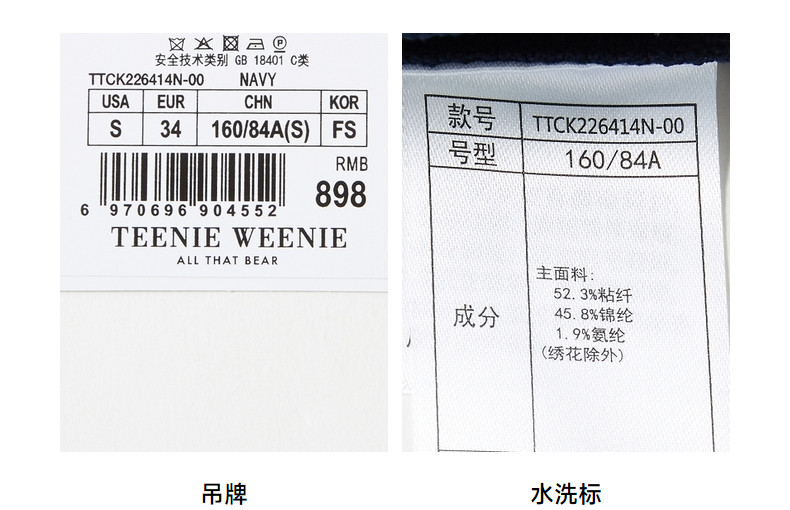 安全技术类别 GB 18401 C类
TTCK226414N-00 NAVY
USA EUR CHN KOR
S 34 160/84A(S) FS
RMB
898
6 970696 904552
TEENIE WEENIE
ALL THAT BEAR
吊牌
款号 TTCK226414N-00
号型 160/84A
成分
主面料:
52.3%粘纤
45.8%锦纶
1.9%氨纶
(绣花除外)
水洗标